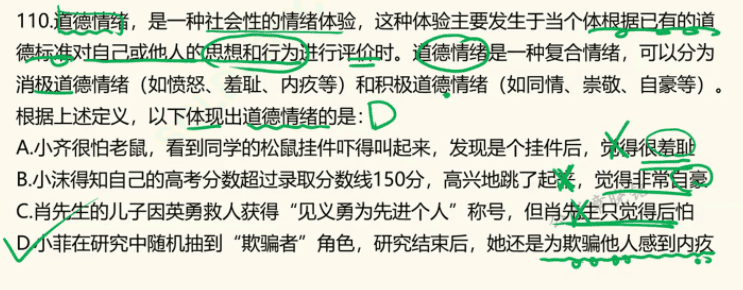 110.道德情绪，是一种社会性的情绪体验，这种体验主要发生于当个体根据已有的道
德标准对自己或他人的思想和行为进行评价时。道德情绪是一种复合情绪，可以分为
消极道德情绪（如愤怒、羞耻、内疚等）和积极道德情绪（如同情、崇敬、自豪等）。
根据上述定义，以下体现出道德情绪的是：D
A.小齐很怕老鼠，看到同学的松鼠挂件吓得叫起来，发现是个挂件后，觉得很羞耻
B.小沫得知自己的高考分数超过录取分数线150分，高兴地跳了起来，觉得非常自豪
C.肖先生的儿子因英勇救人获得“见义勇为先进个人”称号，但肖先生只觉得后怕
D.小菲在研究中随机抽到“欺骗者”角色，研究结束后，她还是为欺骗他人感到内疚